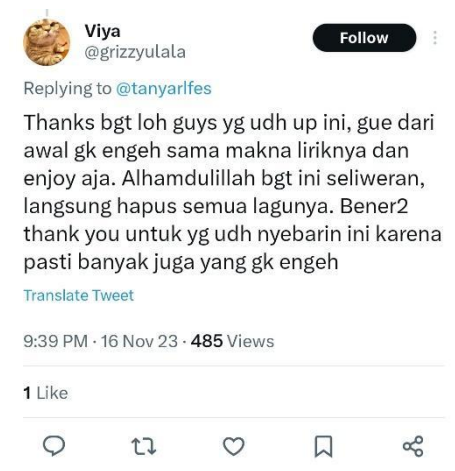 Viya
@grizzyulala
Follow
Replying to @tanyarlfes
Thanks bgt loh guys yg udh up ini, gue dari
awal gk engeh sama makna liriknya dan
enjoy aja. Alhamdulillah bgt ini seliweran,
langsung hapus semua lagunya. Bener2
thank you untuk yg udh nyebarin ini karena
pasti banyak juga yang gk engeh
Translate Tweet
9:39 PM · 16 Nov 23 · 485 Views
1 Like